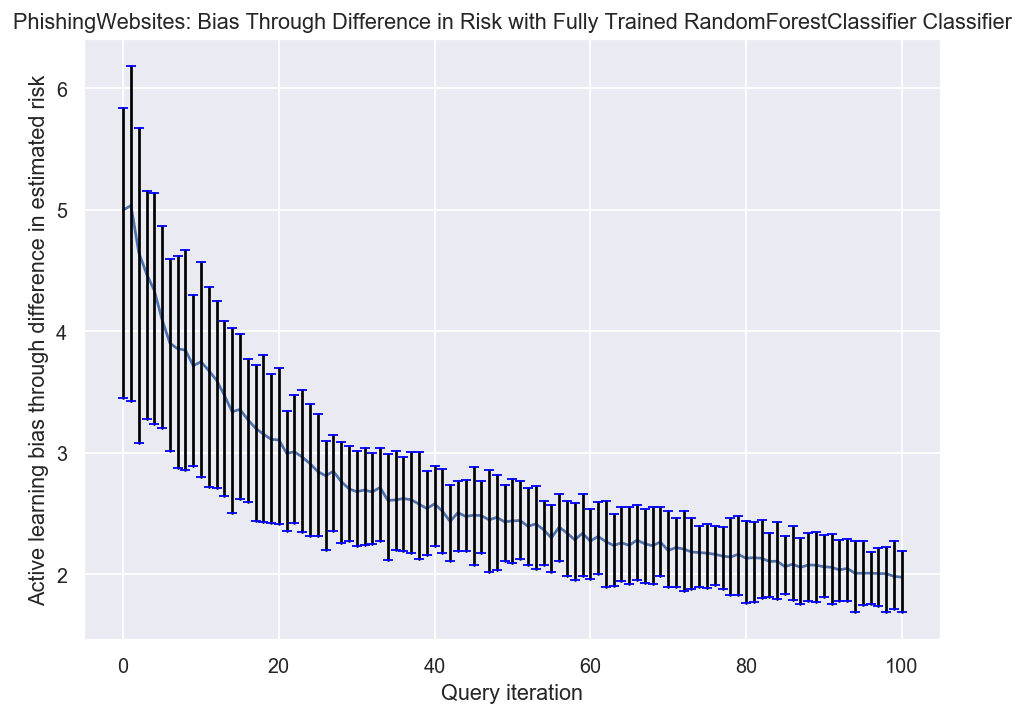 PhishingWebsites: Bias Through Difference in Risk with Fully Trained RandomForestClassifier Classifier
Active learning bias through difference in estimated risk
6
5
4
3
2
0 20 40 60 80 100
Query iteration